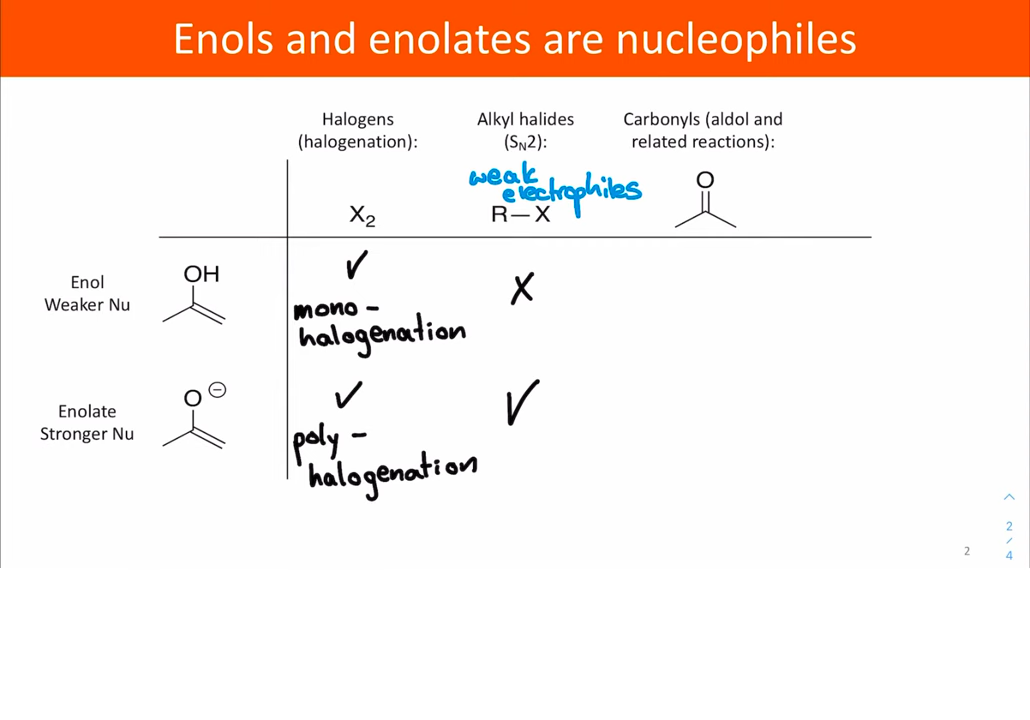 Enols and enolates are nucleophiles
Halogens
(halogenation):
Alkyl halides
(SN2):
Carbonyls (aldol and
related reactions):
weak
electrophiles
X2
R–X
O
Enol
Weaker Nu
OH
✓
mono-
halogenation
X
Enolate
Stronger Nu
O ⊖
✓
poly-
halogenation
✓
2
2
/
4